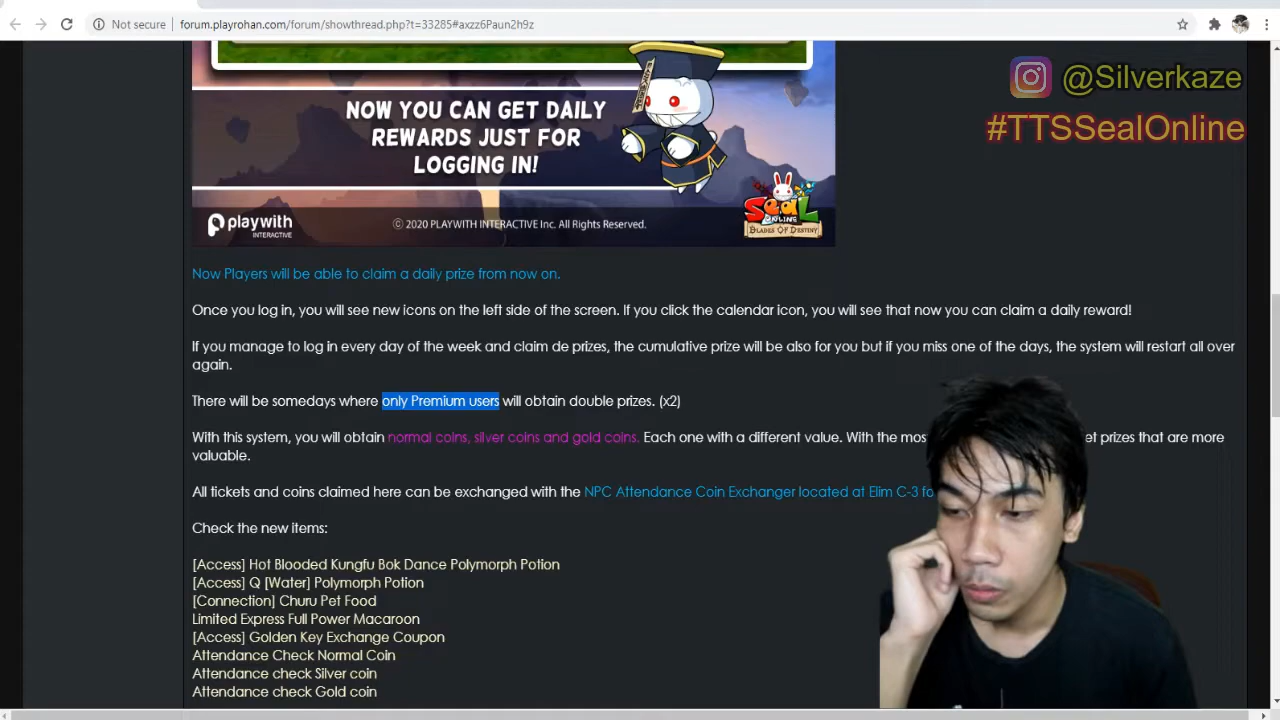 Not secure
forum.playrohan.com/forum/showthread.php?t=33285#axzz6Paun2h9z
@Silverkaze
#TTSSealOnline
NOW YOU CAN GET DAILY
REWARDS JUST FOR
LOGGING IN!
playwith
INTERACTIVE
© 2020 PLAYWITH INTERACTIVE Inc. All Rights Reserved.
SEAL
ONLINE
BLADES OF DESTINY
Now Players will be able to claim a daily prize from now on.
Once you log in, you will see new icons on the left side of the screen. If you click the calendar icon, you will see that now you can claim a daily reward!
If you manage to log in every day of the week and claim de prizes, the cumulative prize will be also for you but if you miss one of the days, the system will restart all over
again.
There will be somedays where only Premium users will obtain double prizes. (x2)
With this system, you will obtain normal coins, silver coins and gold coins. Each one with a different value. With the most et prizes that are more
valuable.
All tickets and coins claimed here can be exchanged with the NPC Attendance Coin Exchanger located at Elim C-3 fo
Check the new items:
[Access] Hot Blooded Kungfu Bok Dance Polymorph Potion
[Access] Q [Water] Polymorph Potion
[Connection] Churu Pet Food
Limited Express Full Power Macaroon
[Access] Golden Key Exchange Coupon
Attendance Check Normal Coin
Attendance check Silver coin
Attendance check Gold coin